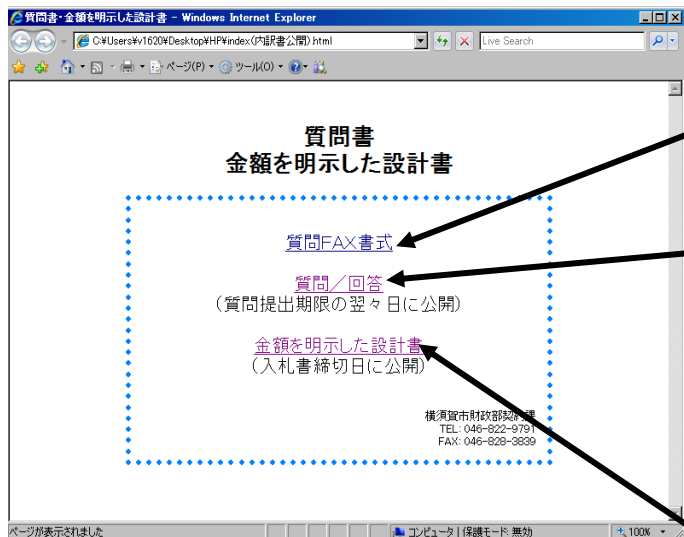 質問書・金額を明示した設計書 - Windows Internet Explorer
C:¥Users¥v1620¥Desktop¥HP¥index(内訳書公開).html
Live Search
ページ(P)
ツール(O)
質問書
金額を明示した設計書
質問FAX書式
質問／回答
（質問提出期限の翌々日に公開）
金額を明示した設計書
（入札書締切日に公開）
横須賀市財政部契約課
TEL: 046-822-9791
FAX: 046-828-3839
ページが表示されました
コンピュータ | 保護モード: 無効
100%